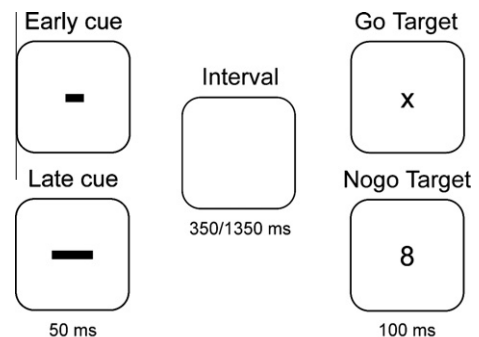 Early cue
Go Target
Interval
x
Late cue
Nogo Target
350/1350 ms
8
50 ms
100 ms